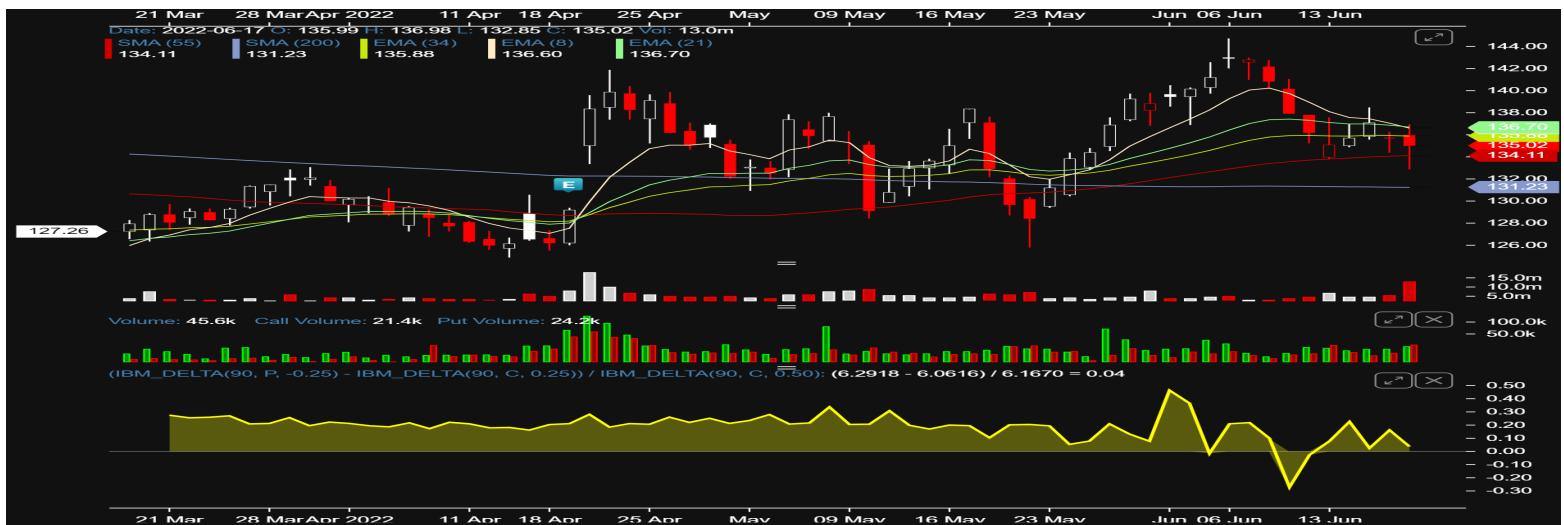 21 Mar 28 Mar Apr 2022 11 Apr 18 Apr 25 Apr May 09 May 16 May 23 May Jun 06 Jun 13 Jun
Date: 2022-06-17 O: 135.99 H: 136.98 L: 132.85 C: 135.02 Vol: 13.0m
SMA (55) SMA (200) EMA (34) EMA (8) EMA (21)
134.11 131.23 135.88 136.60 136.70
144.00
142.00
140.00
138.00
136.70
135.02
134.11
132.00
131.23
130.00
128.00
126.00
127.26
E
15.0m
10.0m
5.0m
Volume: 45.6k Call Volume: 21.4k Put Volume: 24.2k
100.0k
50.0k
(IBM_DELTA(90, P, -0.25) - IBM_DELTA(90, C, 0.25)) / IBM_DELTA(90, C, 0.50): (6.2918 - 6.0616) / 6.1670 = 0.04
0.50
0.40
0.30
0.20
0.10
0.00
-0.10
-0.20
-0.30
21 Mar 28 Mar Apr 2022 11 Apr 18 Apr 25 Apr May 09 May 16 May 23 May Jun 06 Jun 13 Jun